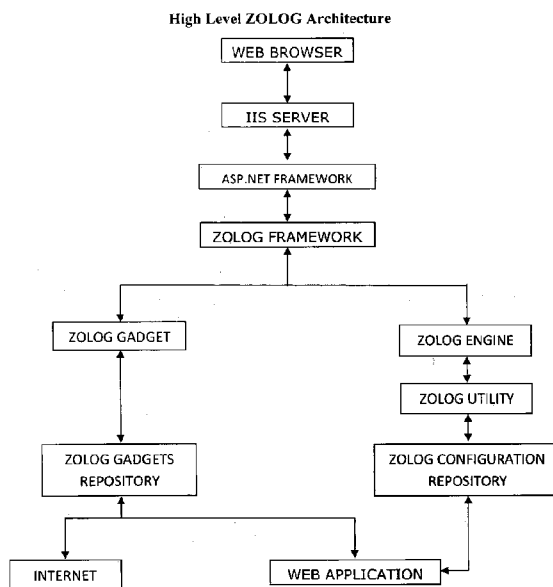 High Level ZOLOG Architecture
WEB BROWSER
IIS SERVER
ASP.NET FRAMEWORK
ZOLOG FRAMEWORK
ZOLOG GADGET
ZOLOG ENGINE
ZOLOG UTILITY
ZOLOG GADGETS
REPOSITORY
ZOLOG CONFIGURATION
REPOSITORY
INTERNET
WEB APPLICATION